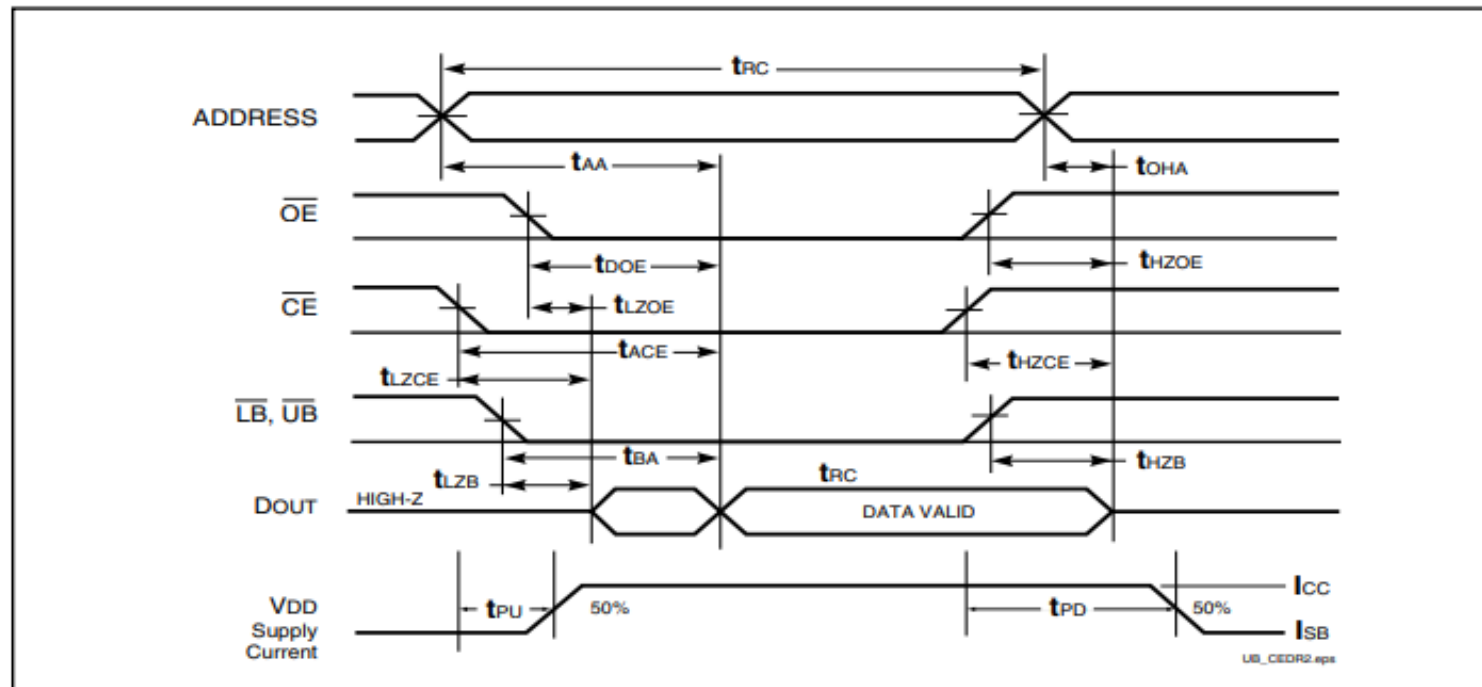 tRC
ADDRESS
tAA
tOHA
OE
tDOE
tHZOE
CE
tLZOE
tACE
tHZCE
tLZCE
LB, UB
tBA
tHZB
tLZB
tRC
DOUT
HIGH-Z
DATA VALID
ICC
VDD
tPU
50%
tPD
50%
Supply
ISB
Current
UB_CEDR2.eps